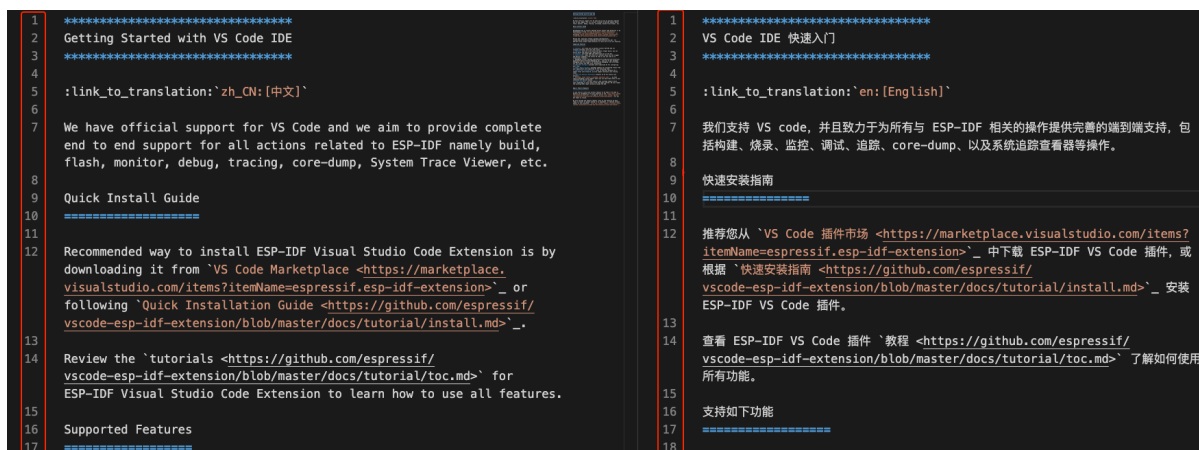 1 ********************************
2 Getting Started with VS Code IDE
3 ********************************
4
5 :link_to_translation:`zh_CN:[中文]`
6
7 We have official support for VS Code and we aim to provide complete
end to end support for all actions related to ESP-IDF namely build,
flash, monitor, debug, tracing, core-dump, System Trace Viewer, etc.
8
9 Quick Install Guide
10 ===================
11
12 Recommended way to install ESP-IDF Visual Studio Code Extension is by
downloading it from `VS Code Marketplace <https://marketplace.
visualstudio.com/items?itemName=espressif.esp-idf-extension>`_ or
following `Quick Installation Guide <https://github.com/espressif/
vscode-esp-idf-extension/blob/master/docs/tutorial/install.md>`_.
13
14 Review the `tutorials <https://github.com/espressif/
vscode-esp-idf-extension/blob/master/docs/tutorial/toc.md>` for
ESP-IDF Visual Studio Code Extension to learn how to use all features.
15
16 Supported Features
17 ==================
1 ********************************
2 VS Code IDE 快速入门
3 ********************************
4
5 :link_to_translation:`en:[English]`
6
7 我们支持 VS code，并且致力于为所有与 ESP-IDF 相关的操作提供完善的端到端支持，包
括构建、烧录、监控、调试、追踪、core-dump、以及系统追踪查看器等操作。
8
9 快速安装指南
10 ===============
11
12 推荐您从 `VS Code 插件市场 <https://marketplace.visualstudio.com/items?
itemName=espressif.esp-idf-extension>`_ 中下载 ESP-IDF VS Code 插件，或
根据 `快速安装指南 <https://github.com/espressif/
vscode-esp-idf-extension/blob/master/docs/tutorial/install.md>`_ 安装
ESP-IDF VS Code 插件。
13
14 查看 ESP-IDF VS Code 插件 `教程 <https://github.com/espressif/
vscode-esp-idf-extension/blob/master/docs/tutorial/toc.md>` 了解如何使用
所有功能。
15
16 支持如下功能
17 ==================
18